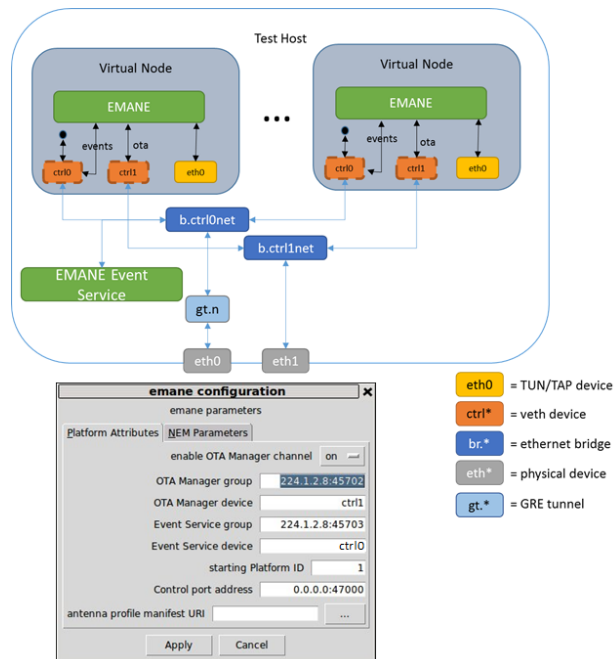 Test Host
Virtual Node
EMANE
events
ota
ctrl0
ctrl1
eth0
...
Virtual Node
EMANE
events
ota
ctrl0
ctrl1
eth0
b.ctrl0net
b.ctrl1net
EMANE Event
Service
gt.n
eth0
eth1
emane configuration
emane parameters
Platform Attributes
NEM Parameters
enable OTA Manager channel on
OTA Manager group 224.1.2.8:45702
OTA Manager device ctrl1
Event Service group 224.1.2.8:45703
Event Service device ctrl0
starting Platform ID 1
Control port address 0.0.0.0:47000
antenna profile manifest URI ...
Apply
Cancel
eth0 = TUN/TAP device
ctrl* = veth device
br.* = ethernet bridge
eth* = physical device
gt.* = GRE tunnel